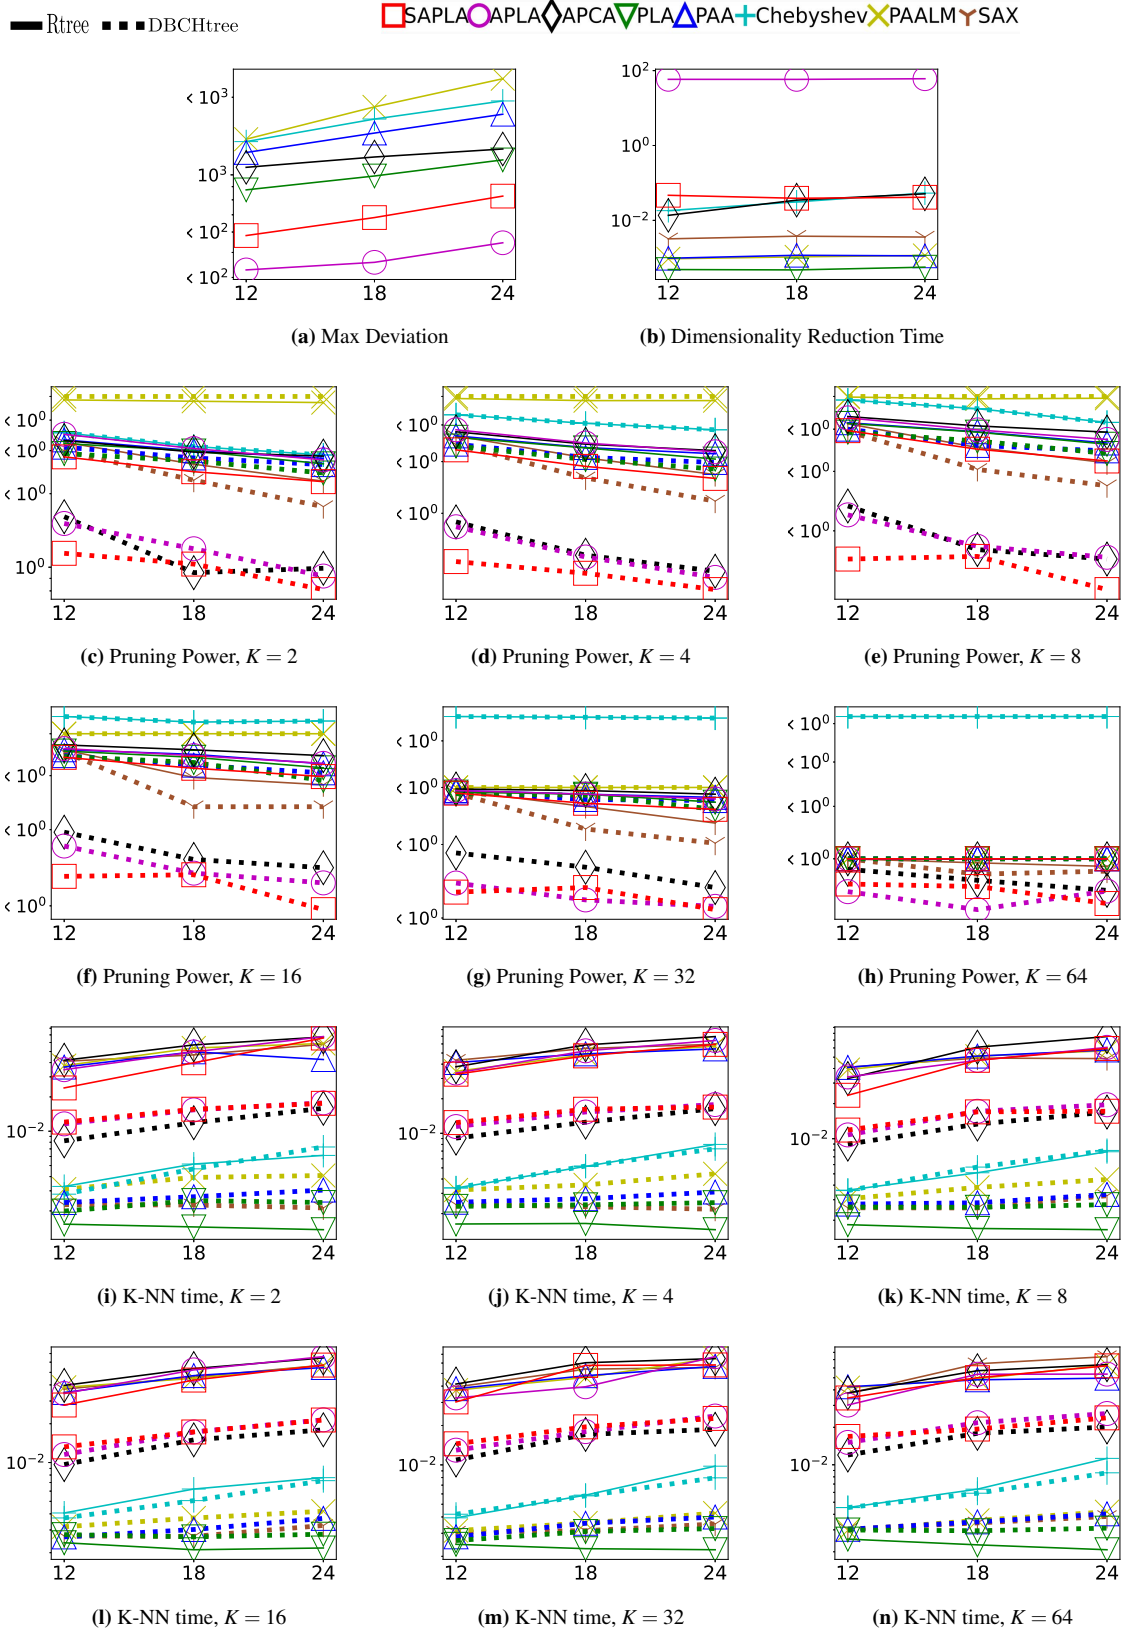 Rtree DBCHtree SAPLA APLA APCA PLA PAA Chebyshev PAALM SAX
< 10³
10³
< 10²
< 10²
12 18 24
10²
10⁰
10⁻²
12 18 24
(a) Max Deviation
(b) Dimensionality Reduction Time
< 10⁰
< 10⁰
< 10⁰
10⁰
12 18 24
< 10⁰
< 10⁰
< 10⁰
12 18 24
< 10⁰
< 10⁰
< 10⁰
12 18 24
(c) Pruning Power, K = 2
(d) Pruning Power, K = 4
(e) Pruning Power, K = 8
< 10⁰
< 10⁰
< 10⁰
12 18 24
< 10⁰
< 10⁰
< 10⁰
< 10⁰
12 18 24
< 10⁰
< 10⁰
< 10⁰
< 10⁰
12 18 24
(f) Pruning Power, K = 16
(g) Pruning Power, K = 32
(h) Pruning Power, K = 64
10⁻²
12 18 24
10⁻²
12 18 24
10⁻²
12 18 24
(i) K-NN time, K = 2
(j) K-NN time, K = 4
(k) K-NN time, K = 8
10⁻²
12 18 24
10⁻²
12 18 24
10⁻²
12 18 24
(l) K-NN time, K = 16
(m) K-NN time, K = 32
(n) K-NN time, K = 64